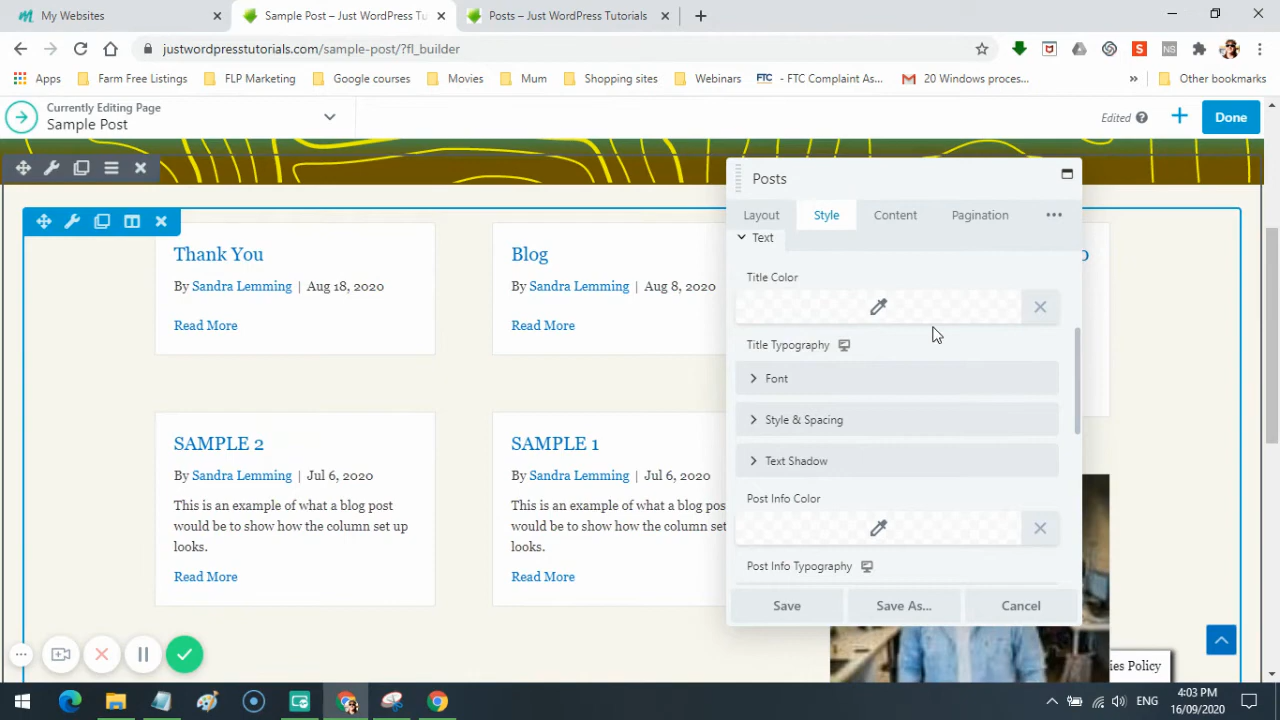 My Websites
Sample Post – Just WordPress Tu
Posts – Just WordPress Tutorials
justwordpresstutorials.com/sample-post/?fl_builder
S
NS
Apps
Farm Free Listings
FLP Marketing
Google courses
Movies
Mum
Shopping sites
Webinars
FTC - FTC Complaint As...
20 Windows proces...
»
Other bookmarks
Currently Editing Page
Sample Post
Edited
Done
Posts
Layout
Style
Content
Pagination
Text
Title Color
Title Typography
Font
Style & Spacing
Text Shadow
Post Info Color
Post Info Typography
Save
Save As...
Cancel
Thank You
By Sandra Lemming | Aug 18, 2020
Read More
Blog
By Sandra Lemming | Aug 8, 2020
Read More
SAMPLE 2
By Sandra Lemming | Jul 6, 2020
This is an example of what a blog post
would be to show how the column set up
looks.
Read More
SAMPLE 1
By Sandra Lemming | Jul 6, 2020
This is an example of what a blog post
would be to show how the column set
looks.
Read More
ies Policy
ENG
4:03 PM
16/09/2020